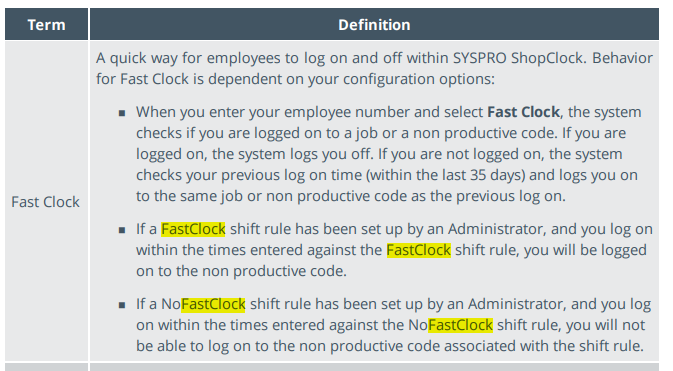 Term Definition
A quick way for employees to log on and off within SYSPRO ShopClock. Behavior
for Fast Clock is dependent on your configuration options:
▪ When you enter your employee number and select Fast Clock, the system
checks if you are logged on to a job or a non productive code. If you are
logged on, the system logs you off. If you are not logged on, the system
checks your previous log on time (within the last 35 days) and logs you on
to the same job or non productive code as the previous log on.
Fast Clock
▪ If a FastClock shift rule has been set up by an Administrator, and you log on
within the times entered against the FastClock shift rule, you will be logged
on to the non productive code.
▪ If a NoFastClock shift rule has been set up by an Administrator, and you log
on within the times entered against the NoFastClock shift rule, you will not
be able to log on to the non productive code associated with the shift rule.